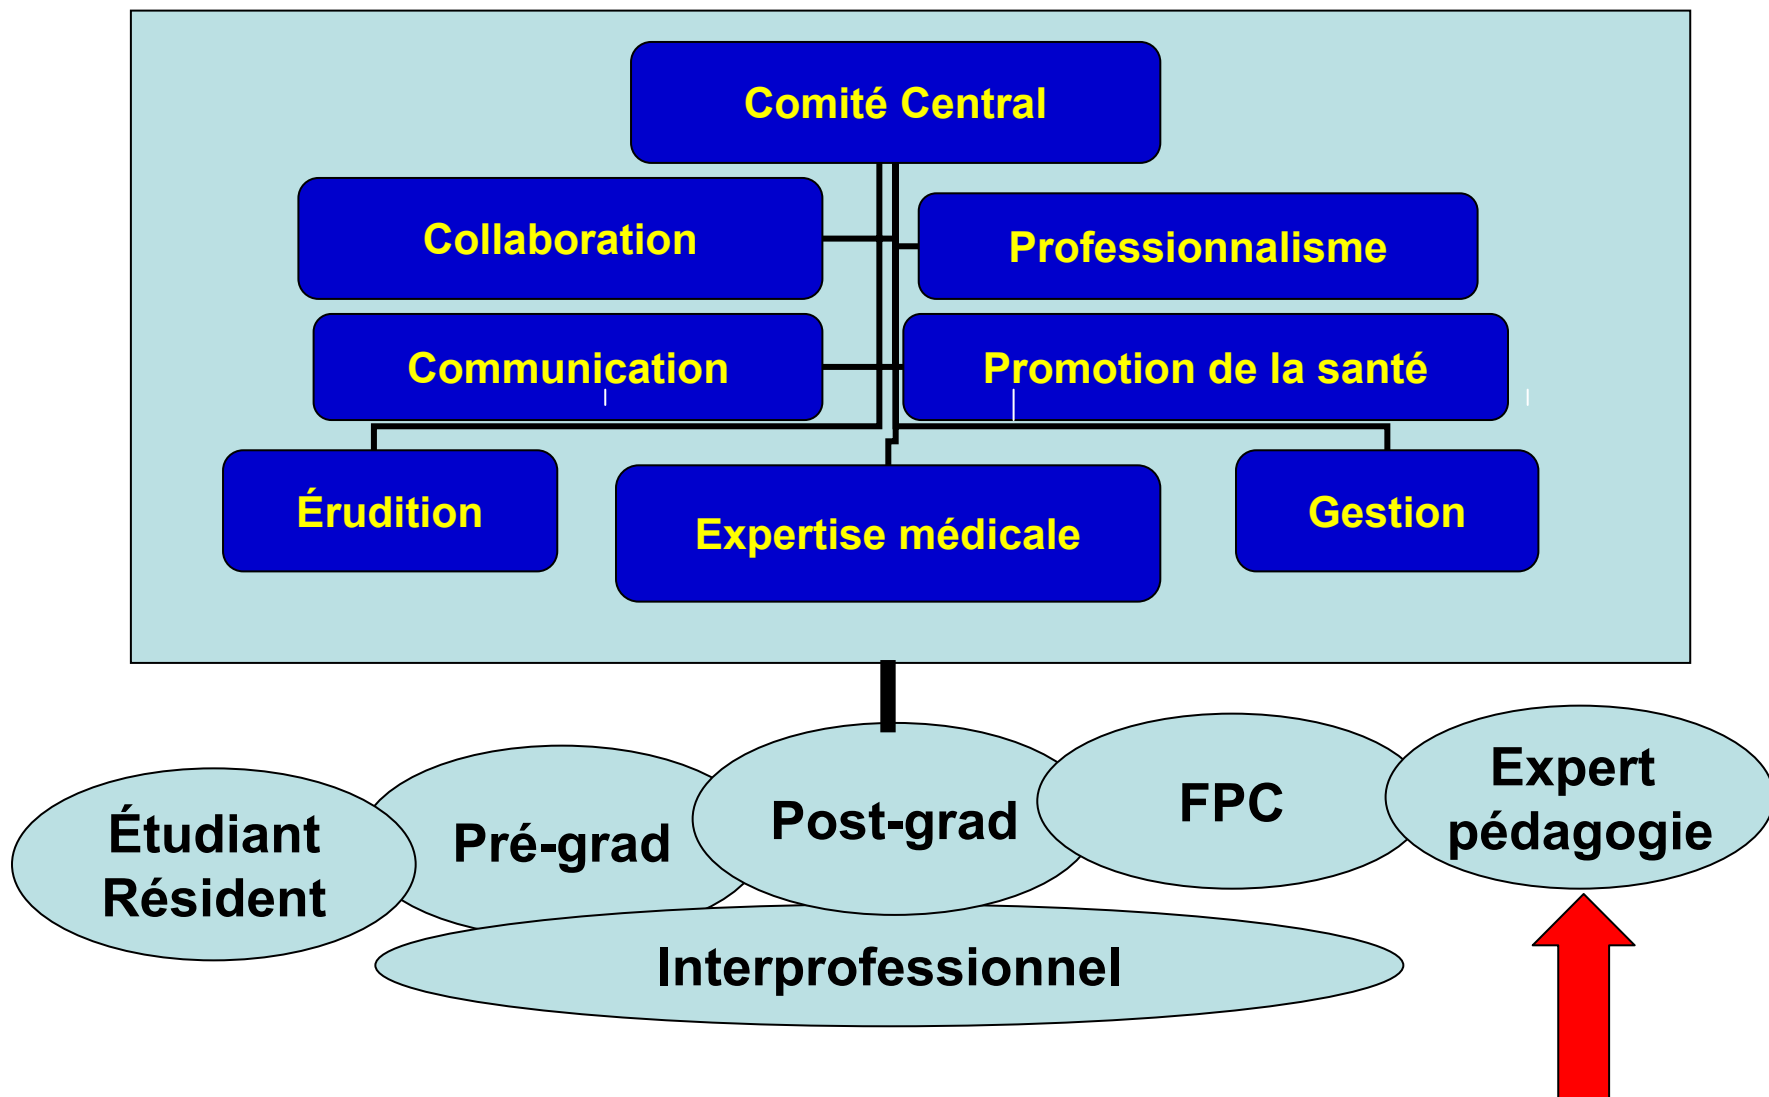 Comité Central
Collaboration
Professionnalisme
Communication
Promotion de la santé
Érudition
Expertise médicale
Gestion
Étudiant
Résident
Pré-grad
Post-grad
FPC
Expert
pédagogie
Interprofessionnel